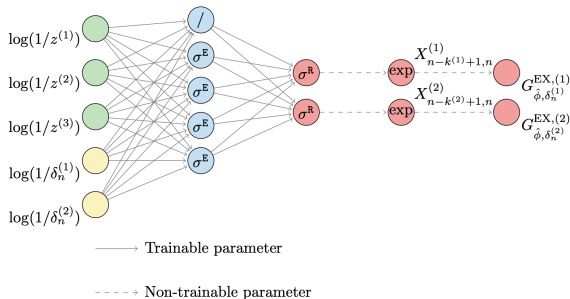 log(1/z^(1))
log(1/z^(2))
log(1/z^(3))
log(1/δ_n^(1))
log(1/δ_n^(2))
/
σ^E
σ^E
σ^E
σ^E
σ^R
σ^R
exp
exp
X^(1)_{n−k^(1)+1,n}
X^(2)_{n−k^(2)+1,n}
G^{EX,(1)}_{φ̂,δ_n^(1)}
G^{EX,(2)}_{φ̂,δ_n^(2)}
Trainable parameter
Non-trainable parameter